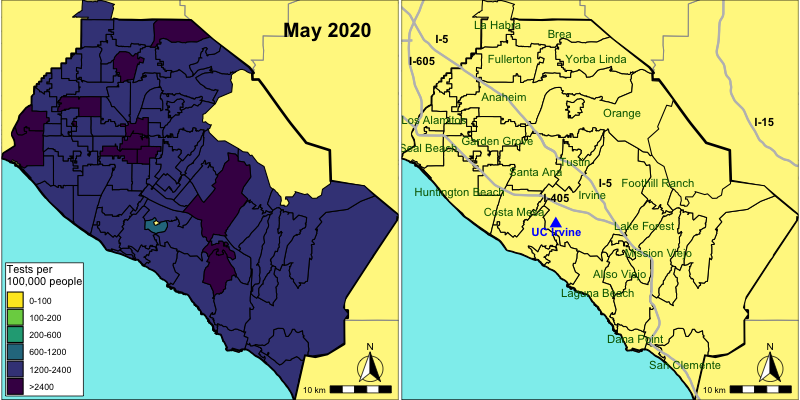 May 2020
Tests per
100,000 people
0-100
100-200
200-600
600-1200
1200-2400
>2400
N
10 km
La Habra
I-5
Brea
I-605
Fullerton
Yorba Linda
Anaheim
Orange
Los Alamitos
I-15
Seal Beach
Garden Grove
Tustin
Santa Ana
I-5
Foothill Ranch
Huntington Beach
I-405
Irvine
Costa Mesa
UC Irvine
Lake Forest
Mission Viejo
Aliso Viejo
Laguna Beach
Dana Point
San Clemente
N
10 km